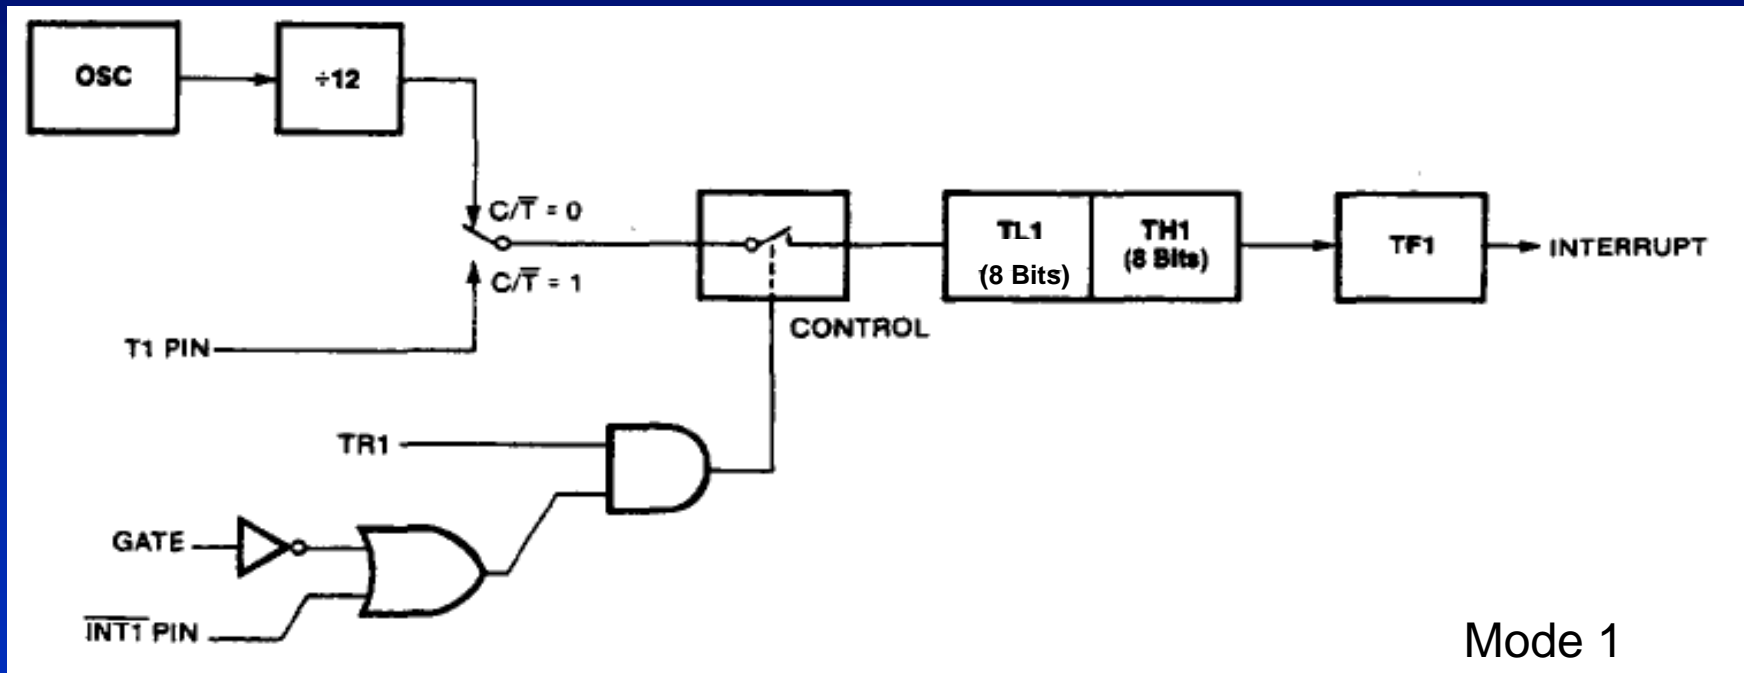 OSC
÷12
C/T̅ = 0
C/T̅ = 1
T1 PIN
CONTROL
TL1
(8 Bits)
TH1
(8 Bits)
TF1
INTERRUPT
TR1
GATE
I̅N̅T̅1̅ PIN
Mode 1